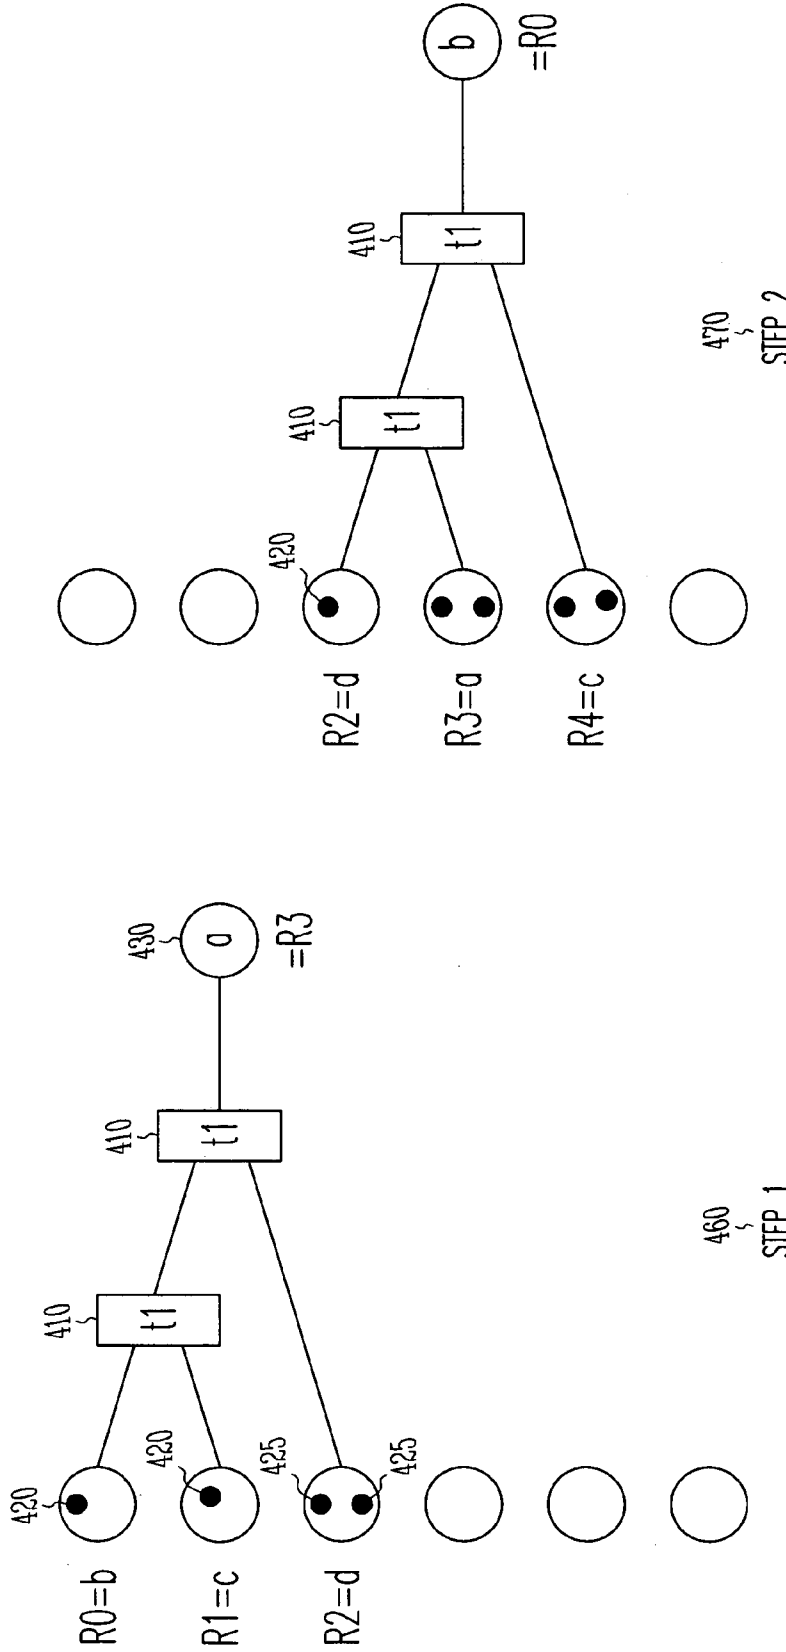 420
R0=b
410
t1
420
R1=c
410
t1
430
a
=R3
425
R2=d
425
460
STEP 1
420
R2=d
410
t1
R3=a
410
t1
b
=R0
R4=c
470
STEP 2